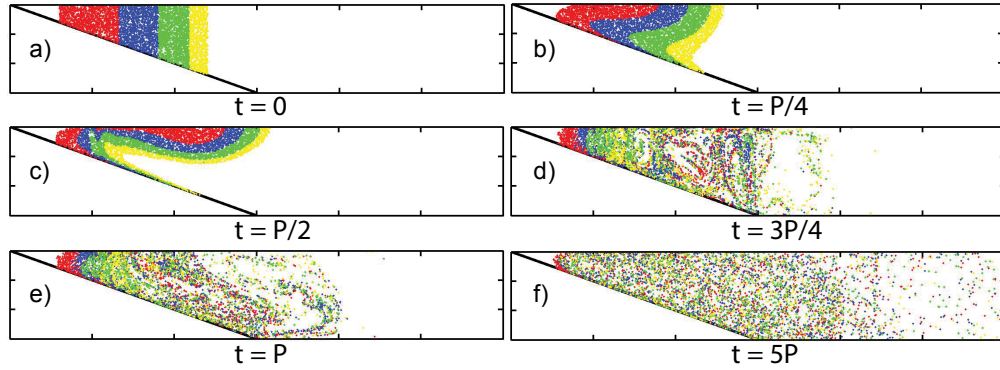 a)
t = 0
b)
t = P/4
c)
t = P/2
d)
t = 3P/4
e)
t = P
f)
t = 5P